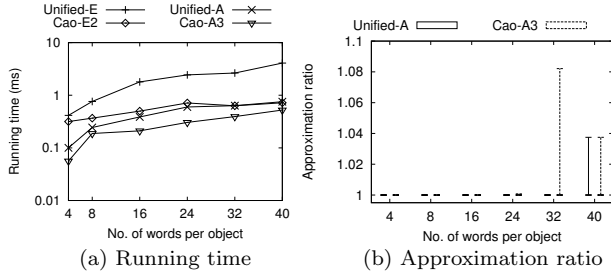 Unified-E Unified-A
Cao-E2 Cao-A3
10
1
0.1
0.01
Running time (ms)
4 8 16 24 32 40
No. of words per object
(a) Running time
Unified-A Cao-A3
1.1
1.08
1.06
1.04
1.02
1
Approximation ratio
4 8 16 24 32 40
No. of words per object
(b) Approximation ratio